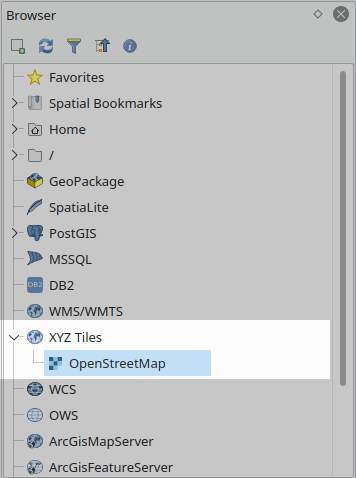 Browser
Favorites
Spatial Bookmarks
Home
/
GeoPackage
SpatiaLite
PostGIS
MSSQL
DB2 DB2
WMS/WMTS
XYZ Tiles
OpenStreetMap
WCS
OWS
ArcGisMapServer
ArcGisFeatureServer